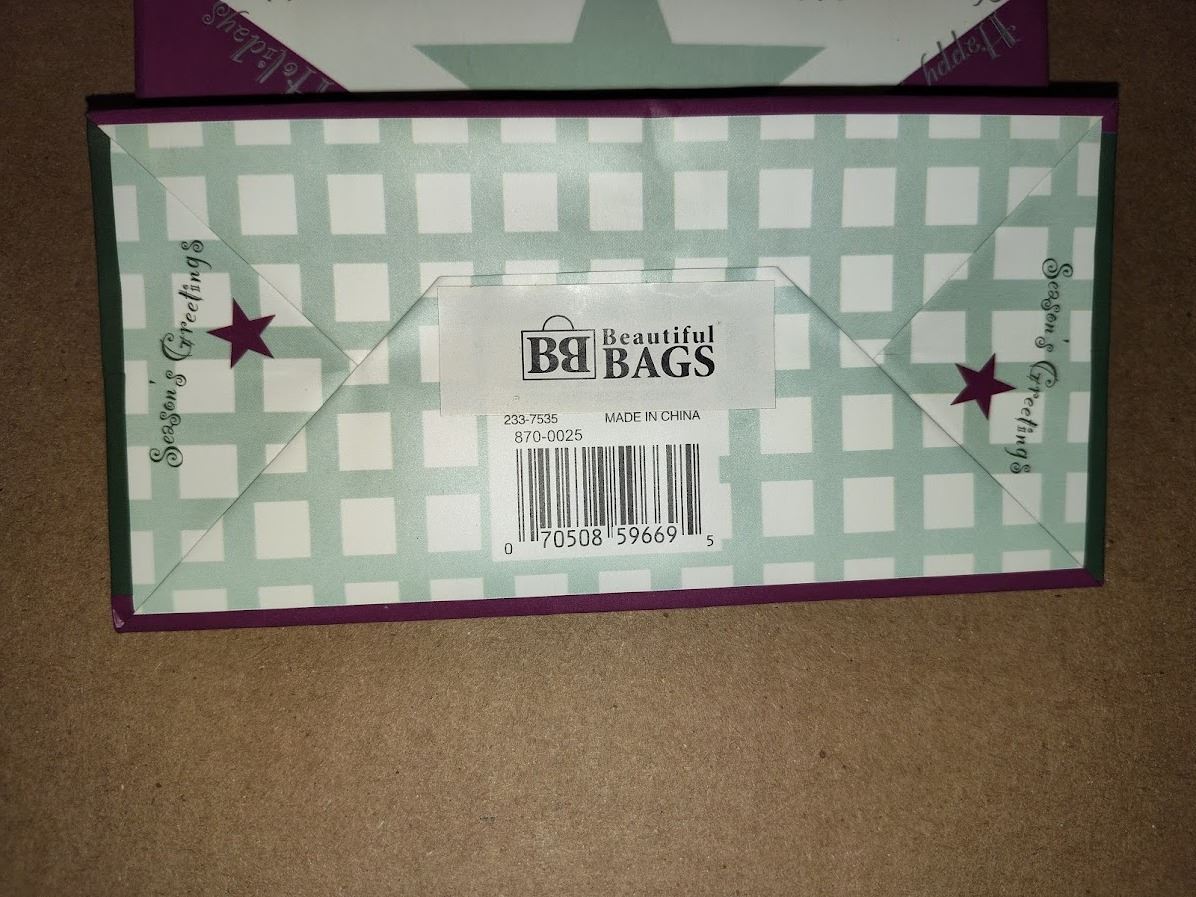 Holidays
Happy
Season's Greetings
BB Beautiful
BAGS
233-7535 MADE IN CHINA
870-0025
0 70508 59669 5
Season's Greetings